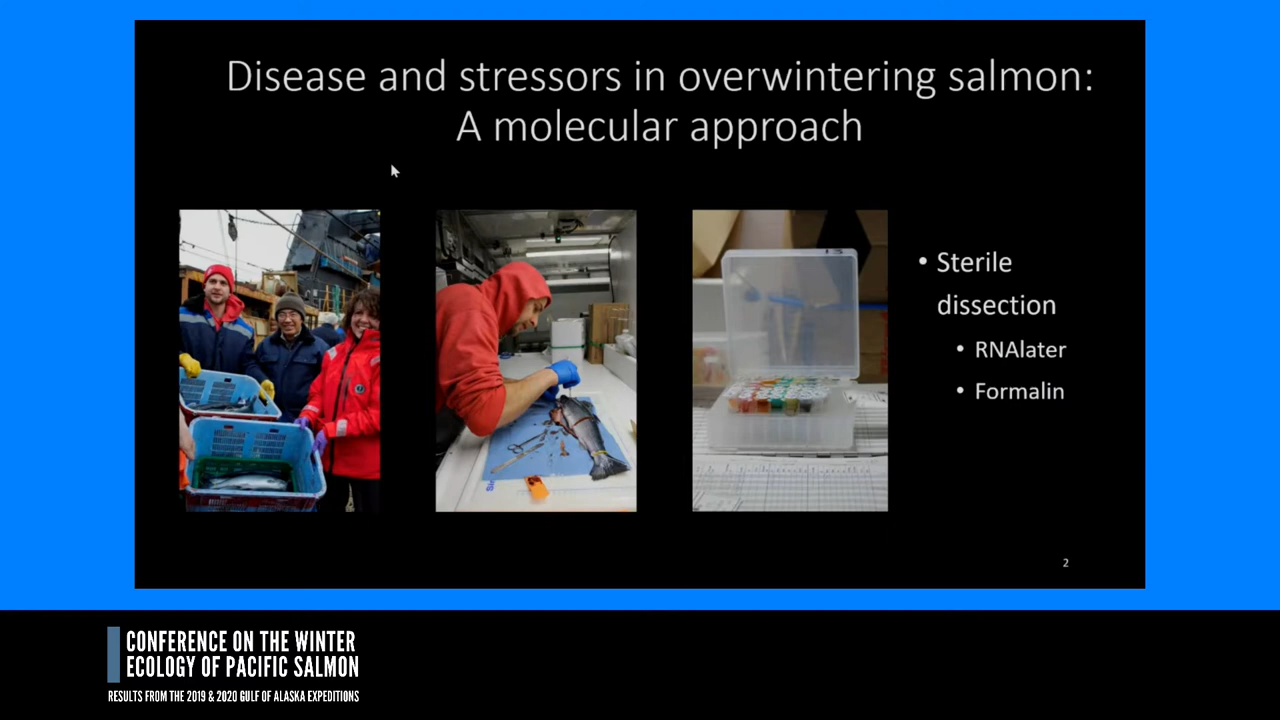 Disease and stressors in overwintering salmon:
A molecular approach
• Sterile
dissection
• RNAlater
• Formalin
2
CONFERENCE ON THE WINTER
ECOLOGY OF PACIFIC SALMON
RESULTS FROM THE 2019 & 2020 GULF OF ALASKA EXPEDITIONS